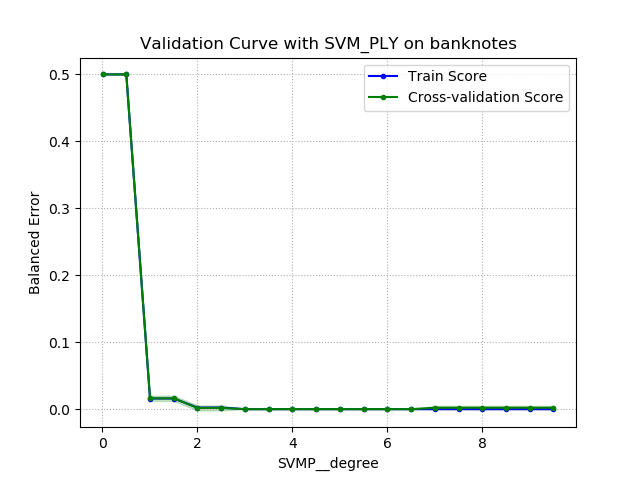 Validation Curve with SVM_PLY on banknotes
Train Score
Cross-validation Score
Balanced Error
0.5
0.4
0.3
0.2
0.1
0.0
0 2 4 6 8
SVMP__degree